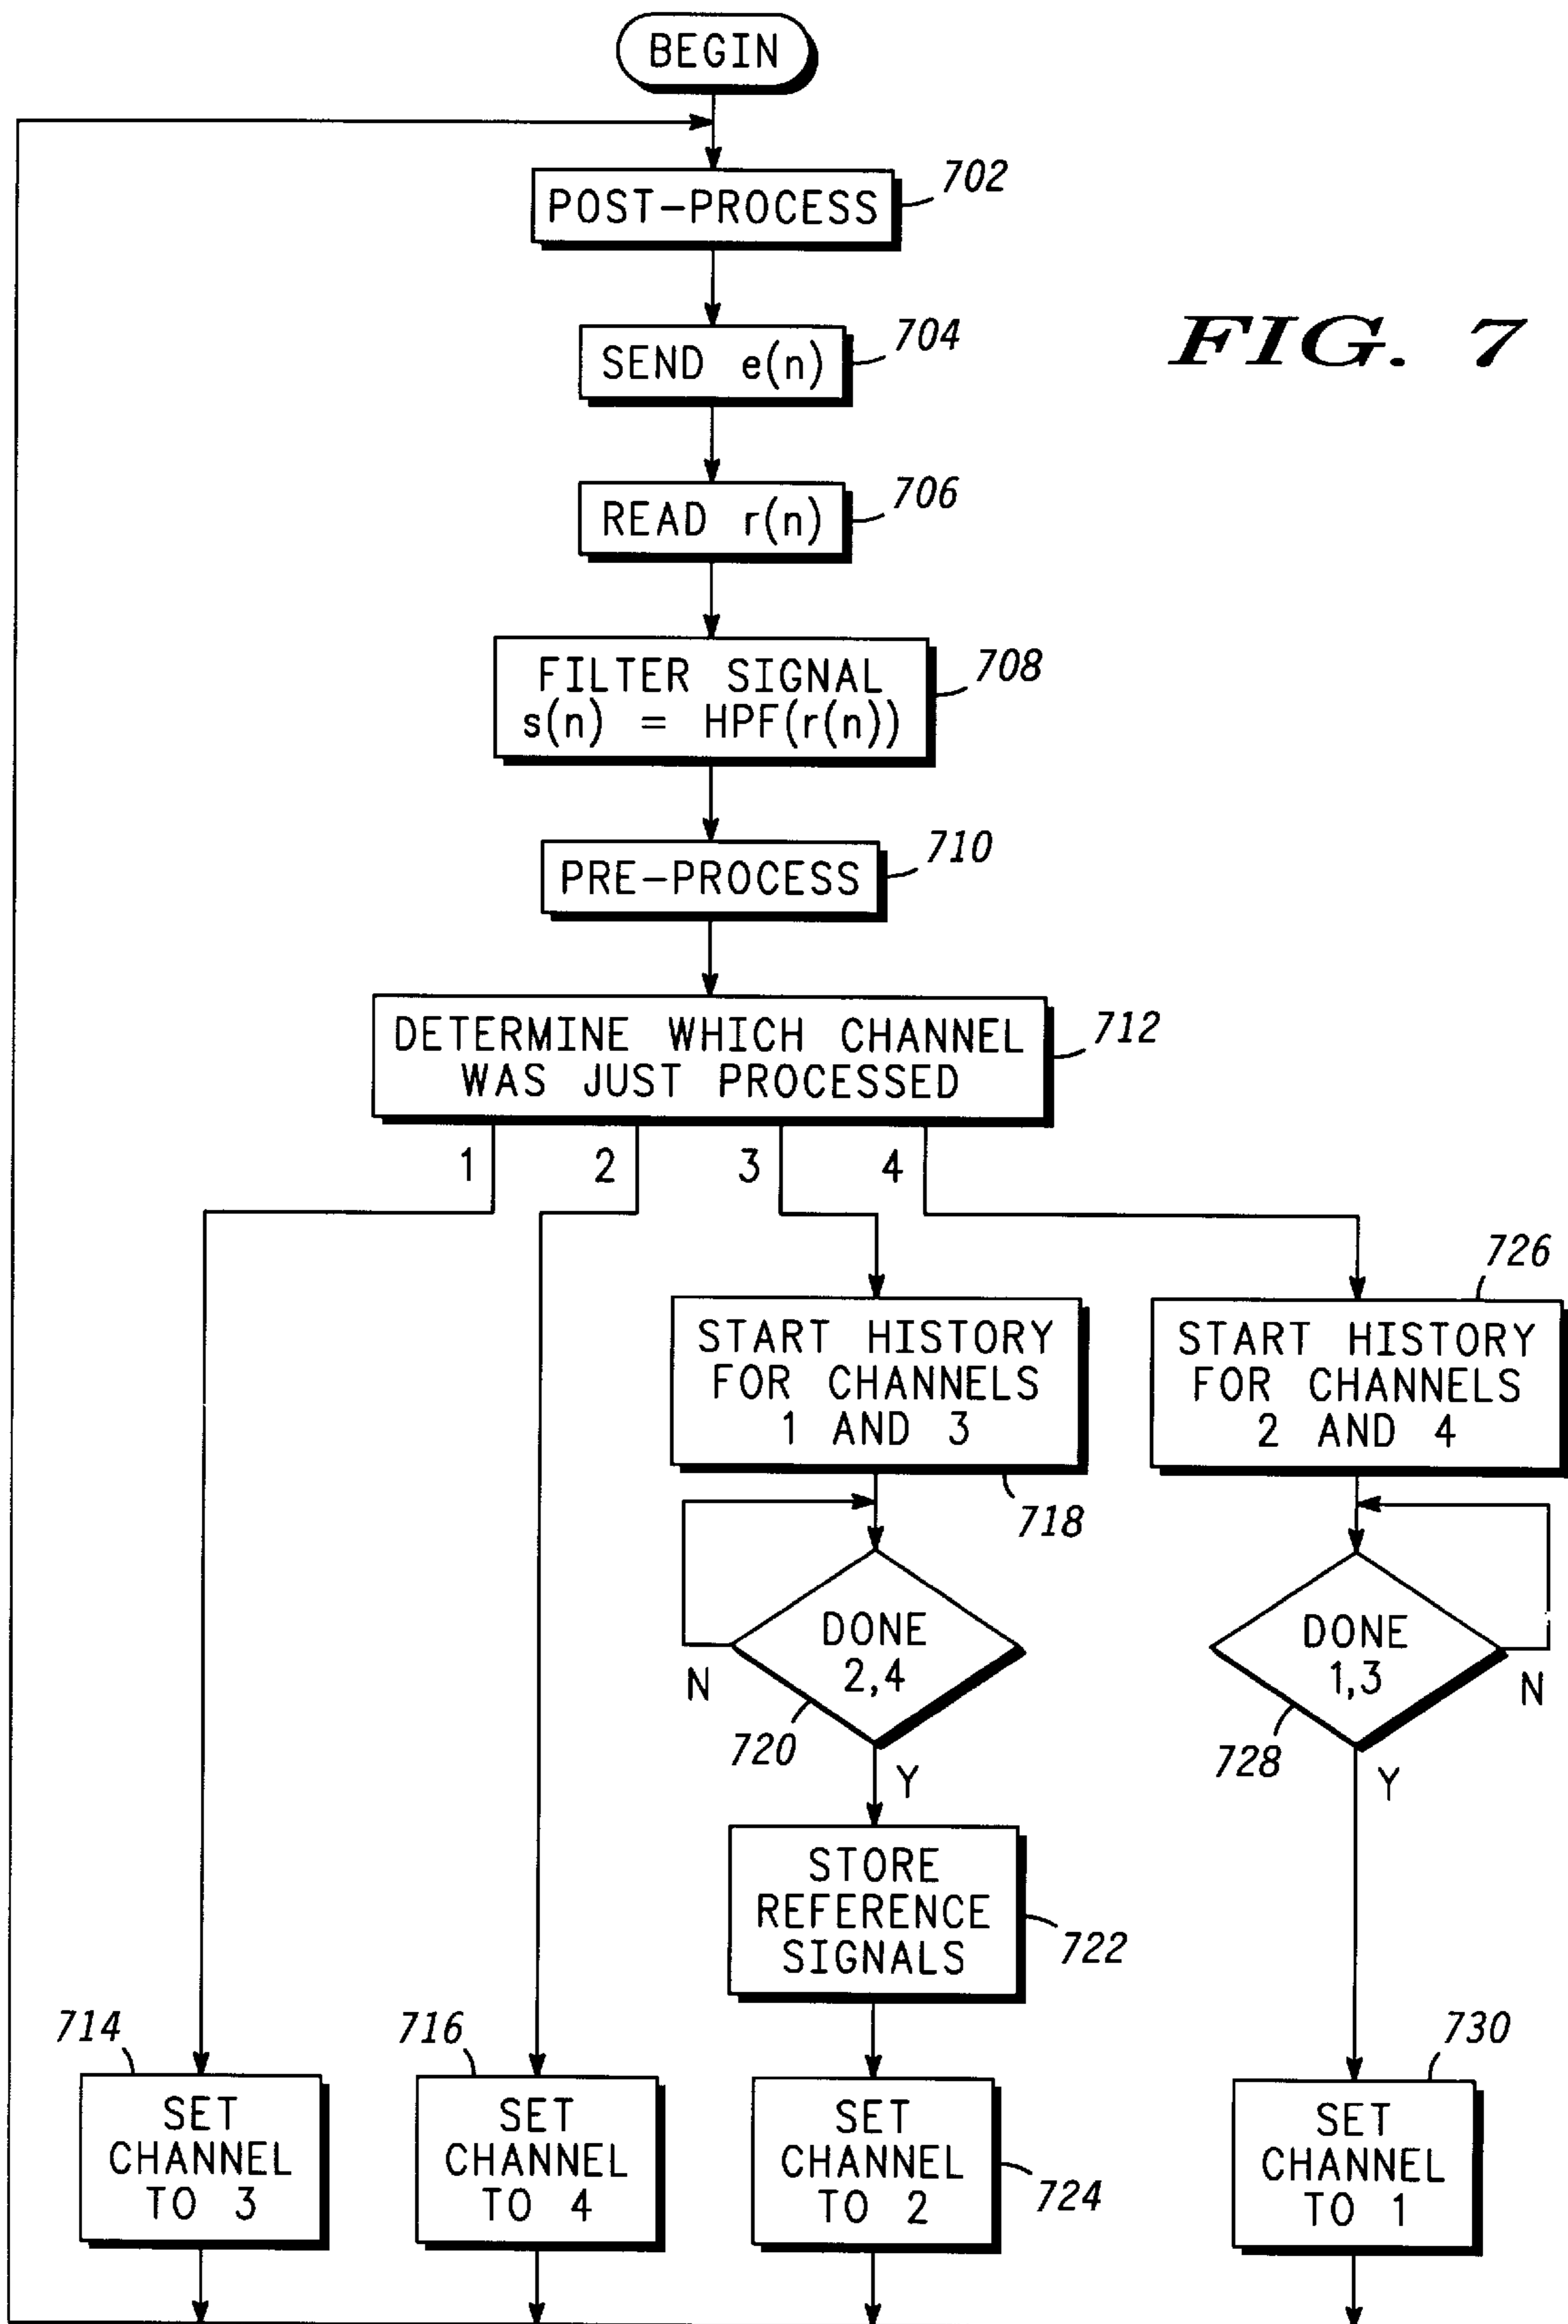 BEGIN
POST-PROCESS
702
SEND e(n)
704
FIG. 7
READ r(n)
706
FILTER SIGNAL
s(n) = HPF(r(n))
708
PRE-PROCESS
710
DETERMINE WHICH CHANNEL
WAS JUST PROCESSED
712
1
2
3
4
726
START HISTORY
FOR CHANNELS
1 AND 3
718
START HISTORY
FOR CHANNELS
2 AND 4
DONE
2,4
N
720
Y
DONE
1,3
N
728
Y
STORE
REFERENCE
SIGNALS
722
714
SET
CHANNEL
TO 3
716
SET
CHANNEL
TO 4
SET
CHANNEL
TO 2
724
730
SET
CHANNEL
TO 1